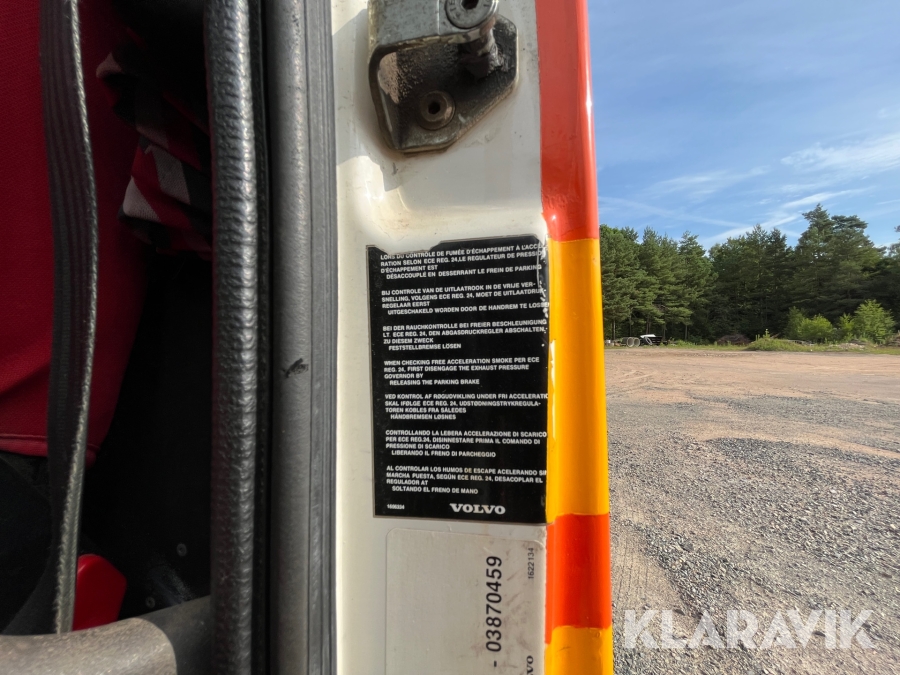 LORS DU CONTRÔLE DE FUMÉE D'ÉCHAPPEMENT À L'ACCÉ
RATION SELON ECE REG. 24, LE REGULATEUR DE PRESSIO
D'ÉCHAPPEMENT EST
DÉSACCOUPLÉ EN DESSERRANT LE FREIN DE PARKING
BIJ CONTROLE VAN DE UITLAATROOK IN DE VRIJE VER-
SNELLING, VOLGENS ECE REG. 24, MOET DE UITLAATDRUK
REGELAAR EERST
UITGESCHAKELD WORDEN DOOR DE HANDREM TE LOSSE
BEI DER RAUCHKONTROLLE BEI FREIER BESCHLEUNIGUNG
LT. ECE REG. 24, DEN ABGASDRUCKREGLER ABSCHALTEN,
ZU DIESEM ZWECK
FESTSTELLBREMSE LÖSEN
WHEN CHECKING FREE ACCELERATION SMOKE PER ECE
REG. 24, FIRST DISENGAGE THE EXHAUST PRESSURE
GOVERNOR BY
RELEASING THE PARKING BRAKE
VED KONTROL AF RØGUDVIKLING UNDER FRI ACCELERATIO
SKAL IFØLGE ECE REG. 24, UDSTØDNINGSTRYKREGULA-
TOREN KOBLES FRA SÅLEDES
HÅNDBREMSEN LØSNES
CONTROLLANDO LA LEBERA ACCELERAZIONE DI SCARICO
PER ECE REG.24. DISINNESTARE PRIMA IL COMANDO DI
PRESSIONE DI SCARICO
LIBERANDO IL FRENO DI PARCHEGGIO
AL CONTROLAR LOS HUMOS DE ESCAPE ACELERANDO SIN
MARCHA PUESTA, SEGÚN ECE REG. 24, DESACOPLAR EL
REGULADOR AT
SOLTANDO EL FRENO DE MANO
VOLVO
- 03870459
1622134
KLARAVIK